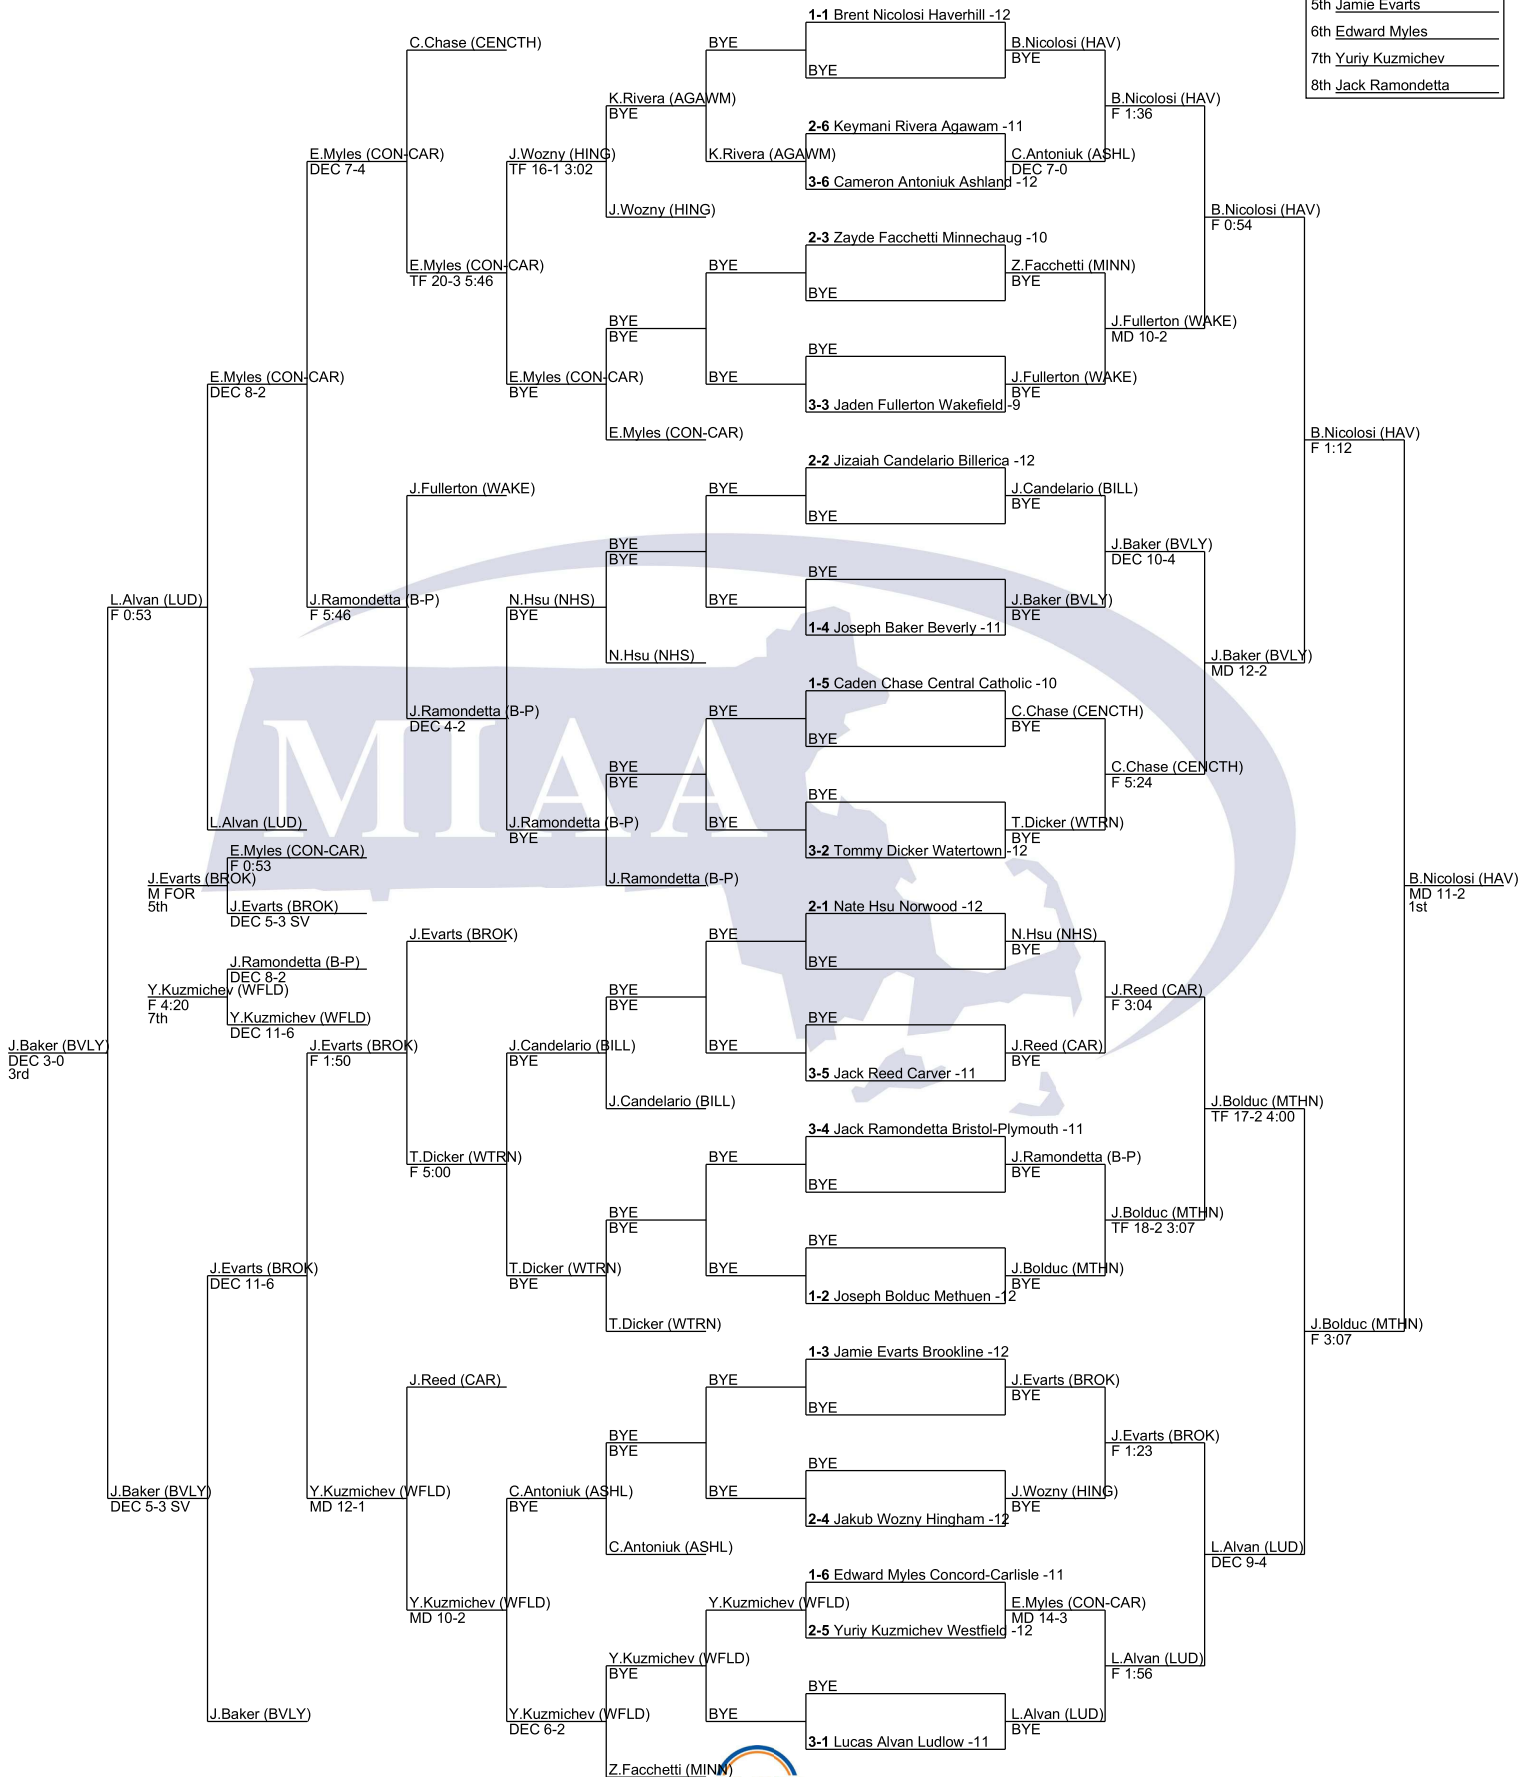 5th Jamie Evarts
6th Edward Myles
7th Yuriy Kuzmichev
8th Jack Ramondetta
1-1 Brent Nicolosi Haverhill -12
BYE
2-6 Keymani Rivera Agawam -11
3-6 Cameron Antoniuk Ashland -12
2-3 Zayde Facchetti Minnechaug -10
BYE
BYE
3-3 Jaden Fullerton Wakefield -9
2-2 Jizaiah Candelario Billerica -12
BYE
BYE
1-4 Joseph Baker Beverly -11
1-5 Caden Chase Central Catholic -10
BYE
BYE
3-2 Tommy Dicker Watertown -12
2-1 Nate Hsu Norwood -12
BYE
BYE
3-5 Jack Reed Carver -11
3-4 Jack Ramondetta Bristol-Plymouth -11
BYE
BYE
1-2 Joseph Bolduc Methuen -12
1-3 Jamie Evarts Brookline -12
BYE
BYE
2-4 Jakub Wozny Hingham -12
1-6 Edward Myles Concord-Carlisle -11
2-5 Yuriy Kuzmichev Westfield -12
BYE
3-1 Lucas Alvan Ludlow -11
B.Nicolosi (HAV)
BYE
C.Antoniuk (ASHL)
DEC 7-0
Z.Facchetti (MINN)
BYE
J.Fullerton (WAKE)
BYE
J.Candelario (BILL)
BYE
J.Baker (BVLY)
BYE
C.Chase (CENCTH)
BYE
T.Dicker (WTRN)
BYE
N.Hsu (NHS)
BYE
J.Reed (CAR)
BYE
J.Ramondetta (B-P)
BYE
J.Bolduc (MTHN)
BYE
J.Evarts (BROK)
BYE
J.Wozny (HING)
BYE
E.Myles (CON-CAR)
MD 14-3
L.Alvan (LUD)
BYE
B.Nicolosi (HAV)
F 1:36
J.Fullerton (WAKE)
MD 10-2
J.Baker (BVLY)
DEC 10-4
C.Chase (CENCTH)
F 5:24
J.Reed (CAR)
F 3:04
J.Bolduc (MTHN)
TF 18-2 3:07
J.Evarts (BROK)
F 1:23
L.Alvan (LUD)
F 1:56
B.Nicolosi (HAV)
F 0:54
J.Baker (BVLY)
MD 12-2
J.Bolduc (MTHN)
TF 17-2 4:00
L.Alvan (LUD)
DEC 9-4
B.Nicolosi (HAV)
F 1:12
J.Bolduc (MTHN)
F 3:07
B.Nicolosi (HAV)
MD 11-2
1st
BYE
K.Rivera (AGAWM)
BYE
BYE
BYE
BYE
BYE
BYE
BYE
BYE
BYE
BYE
BYE
BYE
Y.Kuzmichev (WFLD)
BYE
K.Rivera (AGAWM)
BYE
J.Wozny (HING)
BYE
BYE
E.Myles (CON-CAR)
BYE
BYE
N.Hsu (NHS)
BYE
BYE
J.Ramondetta (B-P)
BYE
BYE
J.Candelario (BILL)
BYE
BYE
T.Dicker (WTRN)
BYE
BYE
C.Antoniuk (ASHL)
Y.Kuzmichev (WFLD)
BYE
Z.Facchetti (MINN)
J.Wozny (HING)
TF 16-1 3:02
E.Myles (CON-CAR)
BYE
N.Hsu (NHS)
BYE
J.Ramondetta (B-P)
BYE
J.Candelario (BILL)
BYE
T.Dicker (WTRN)
BYE
C.Antoniuk (ASHL)
BYE
Y.Kuzmichev (WFLD)
DEC 6-2
C.Chase (CENCTH)
E.Myles (CON-CAR)
TF 20-3 5:46
J.Fullerton (WAKE)
J.Ramondetta (B-P)
DEC 4-2
J.Evarts (BROK)
T.Dicker (WTRN)
F 5:00
J.Reed (CAR)
Y.Kuzmichev (WFLD)
MD 10-2
E.Myles (CON-CAR)
DEC 7-4
J.Ramondetta (B-P)
F 5:46
J.Evarts (BROK)
F 1:50
Y.Kuzmichev (WFLD)
MD 12-1
E.Myles (CON-CAR)
DEC 8-2
L.Alvan (LUD)
J.Evarts (BROK)
DEC 11-6
J.Baker (BVLY)
L.Alvan (LUD)
F 0:53
J.Baker (BVLY)
DEC 5-3 SV
J.Baker (BVLY)
DEC 3-0
3rd
E.Myles (CON-CAR)
F 0:53
J.Evarts (BROK)
M FOR
5th
J.Evarts (BROK)
DEC 5-3 SV
J.Ramondetta (B-P)
DEC 8-2
Y.Kuzmichev (WFLD)
F 4:20
7th
Y.Kuzmichev (WFLD)
DEC 11-6
MIAA